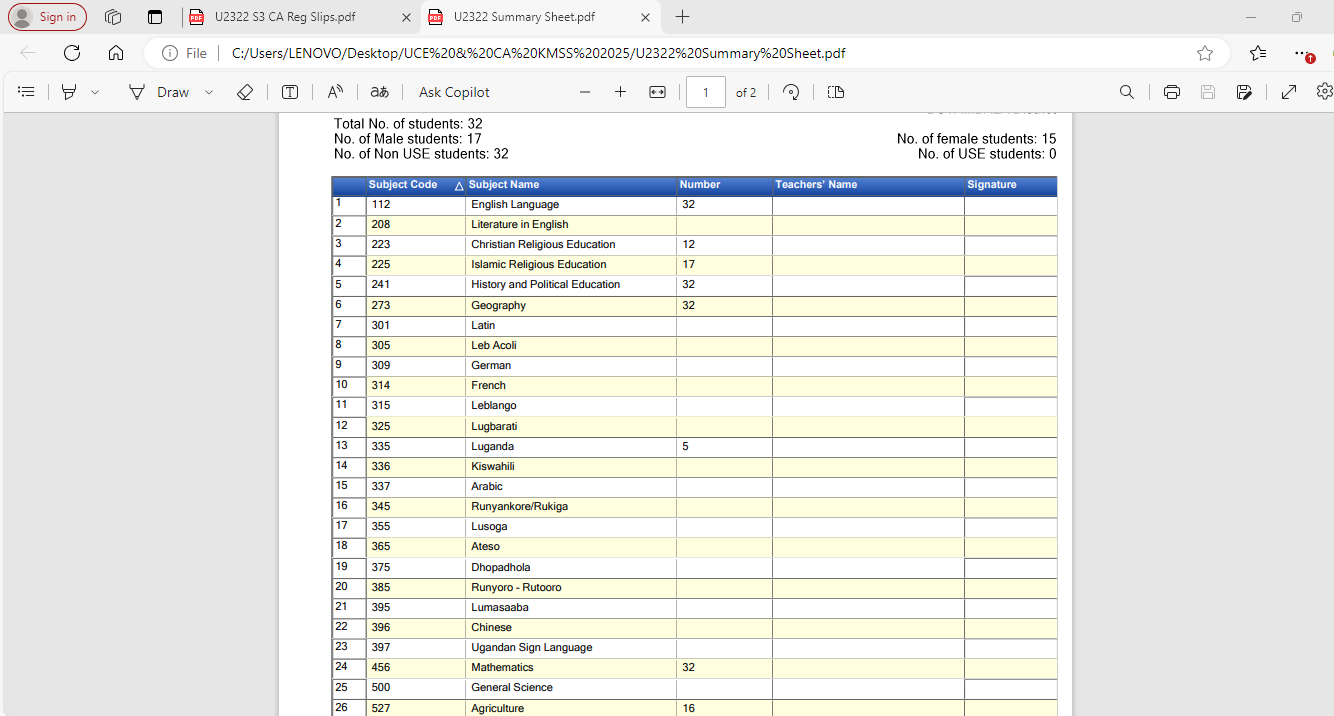 Sign in
U2322 S3 CA Reg Slips.pdf
U2322 Summary Sheet.pdf
File
C:/Users/LENOVO/Desktop/UCE%20&%20CA%20KMSS%202025/U2322%20Summary%20Sheet.pdf
Draw
aあ
Ask Copilot
1 of 2
Total No. of students: 32
No. of Male students: 17 No. of female students: 15
No. of Non USE students: 32 No. of USE students: 0
Subject Code △ Subject Name Number Teachers' Name Signature
1 112 English Language 32
2 208 Literature in English
3 223 Christian Religious Education 12
4 225 Islamic Religious Education 17
5 241 History and Political Education 32
6 273 Geography 32
7 301 Latin
8 305 Leb Acoli
9 309 German
10 314 French
11 315 Leblango
12 325 Lugbarati
13 335 Luganda 5
14 336 Kiswahili
15 337 Arabic
16 345 Runyankore/Rukiga
17 355 Lusoga
18 365 Ateso
19 375 Dhopadhola
20 385 Runyoro - Rutooro
21 395 Lumasaaba
22 396 Chinese
23 397 Ugandan Sign Language
24 456 Mathematics 32
25 500 General Science
26 527 Agriculture 16